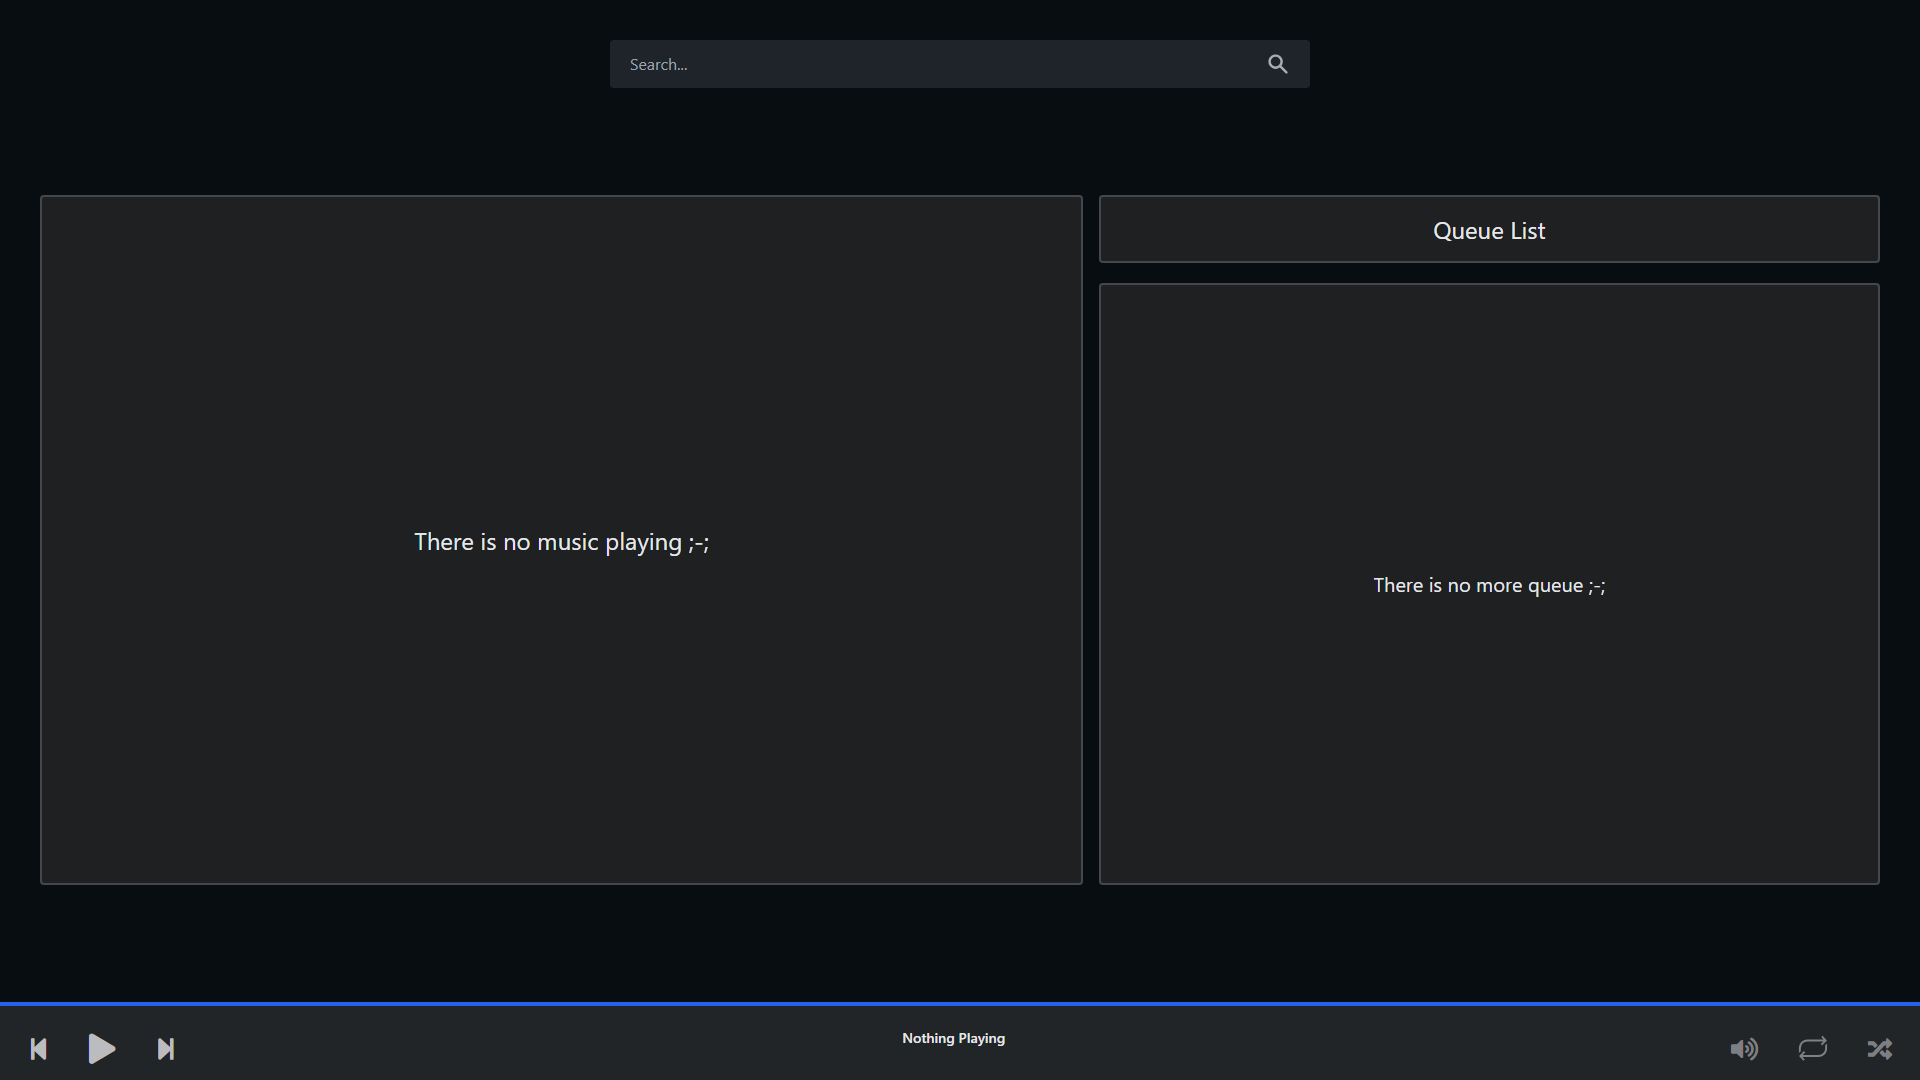 Search...
Queue List
There is no music playing ;-;
There is no more queue ;-;
Nothing Playing